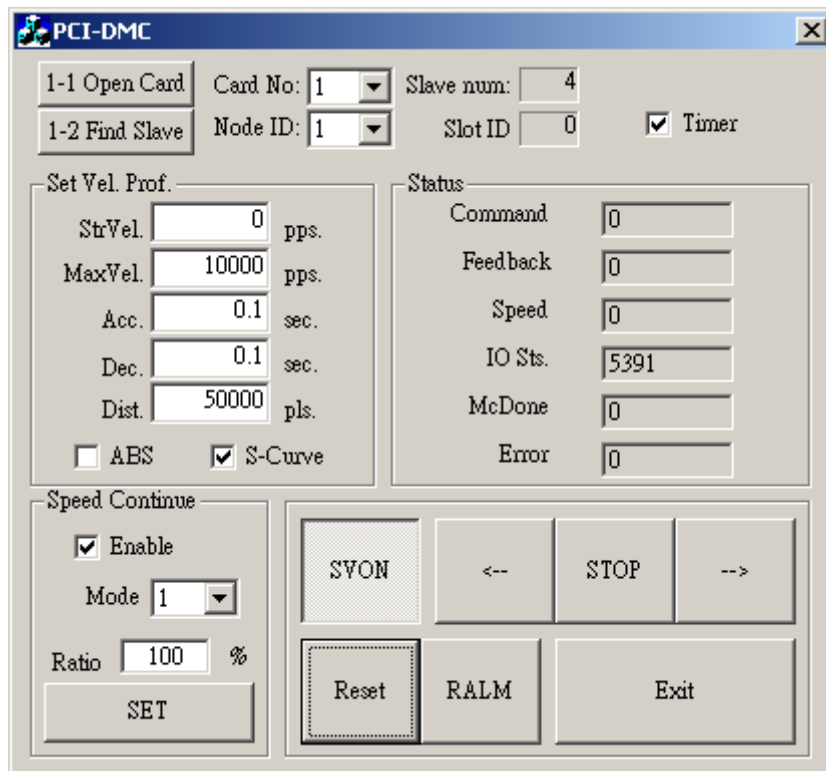 PCI-DMC
1-1 Open Card Card No: 1 Slave num: 4
1-2 Find Slave Node ID: 1 Slot ID 0 Timer
Set Vel. Prof.
StrVel. 0 pps.
MaxVel. 10000 pps.
Acc. 0.1 sec.
Dec. 0.1 sec.
Dist. 50000 pls.
ABS S-Curve
Status
Command 0
Feedback 0
Speed 0
IO Sts. 5391
McDone 0
Error 0
Speed Continue
Enable
Mode 1
Ratio 100 %
SET
SVON <-- STOP -->
Reset RALM Exit